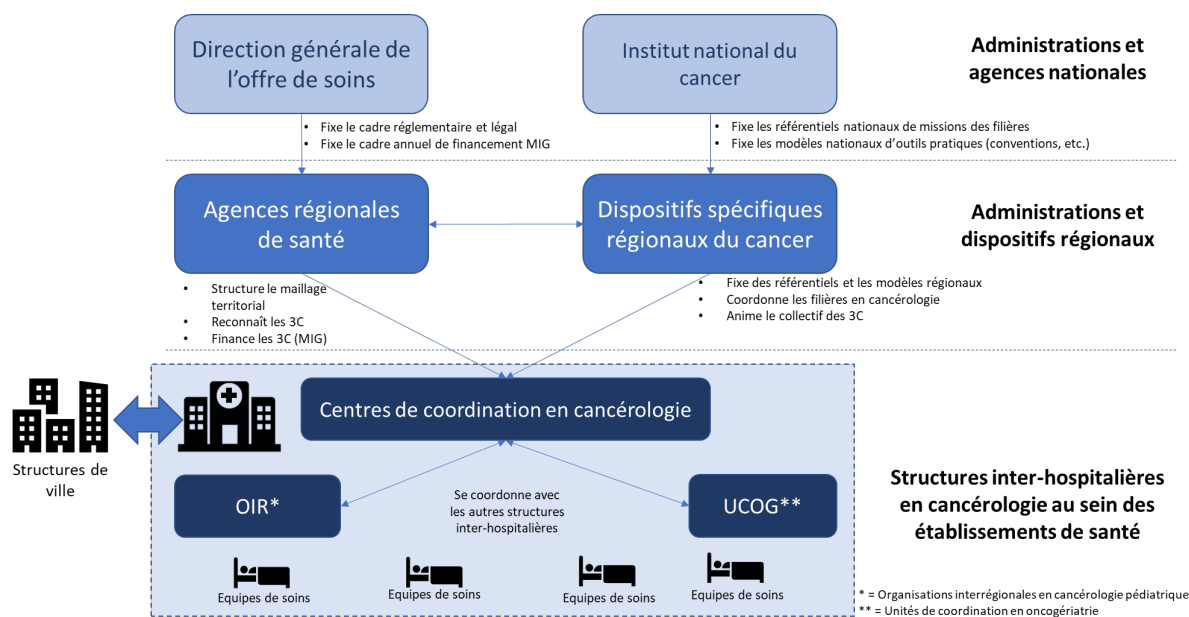 Direction générale de
l'offre de soins
Institut national du
cancer
Administrations et
agences nationales
• Fixe le cadre réglementaire et légal
• Fixe le cadre annuel de financement MIG
• Fixe les référentiels nationaux de missions des filières
• Fixe les modèles nationaux d'outils pratiques (conventions, etc.)
Agences régionales
de santé
Dispositifs spécifiques
régionaux du cancer
Administrations et
dispositifs régionaux
• Structure le maillage
territorial
• Reconnaît les 3C
• Finance les 3C (MIG)
• Fixe des référentiels et les modèles régionaux
• Coordonne les filières en cancérologie
• Anime le collectif des 3C
Centres de coordination en cancérologie
Structures de
ville
OIR*
Se coordonne avec
les autres structures
inter-hospitalières
UCOG**
Structures inter-hospitalières
en cancérologie au sein des
établissements de santé
Equipes de soins
Equipes de soins
Equipes de soins
Equipes de soins
* = Organisations interrégionales en cancérologie pédiatrique
** = Unités de coordination en oncogériatrie